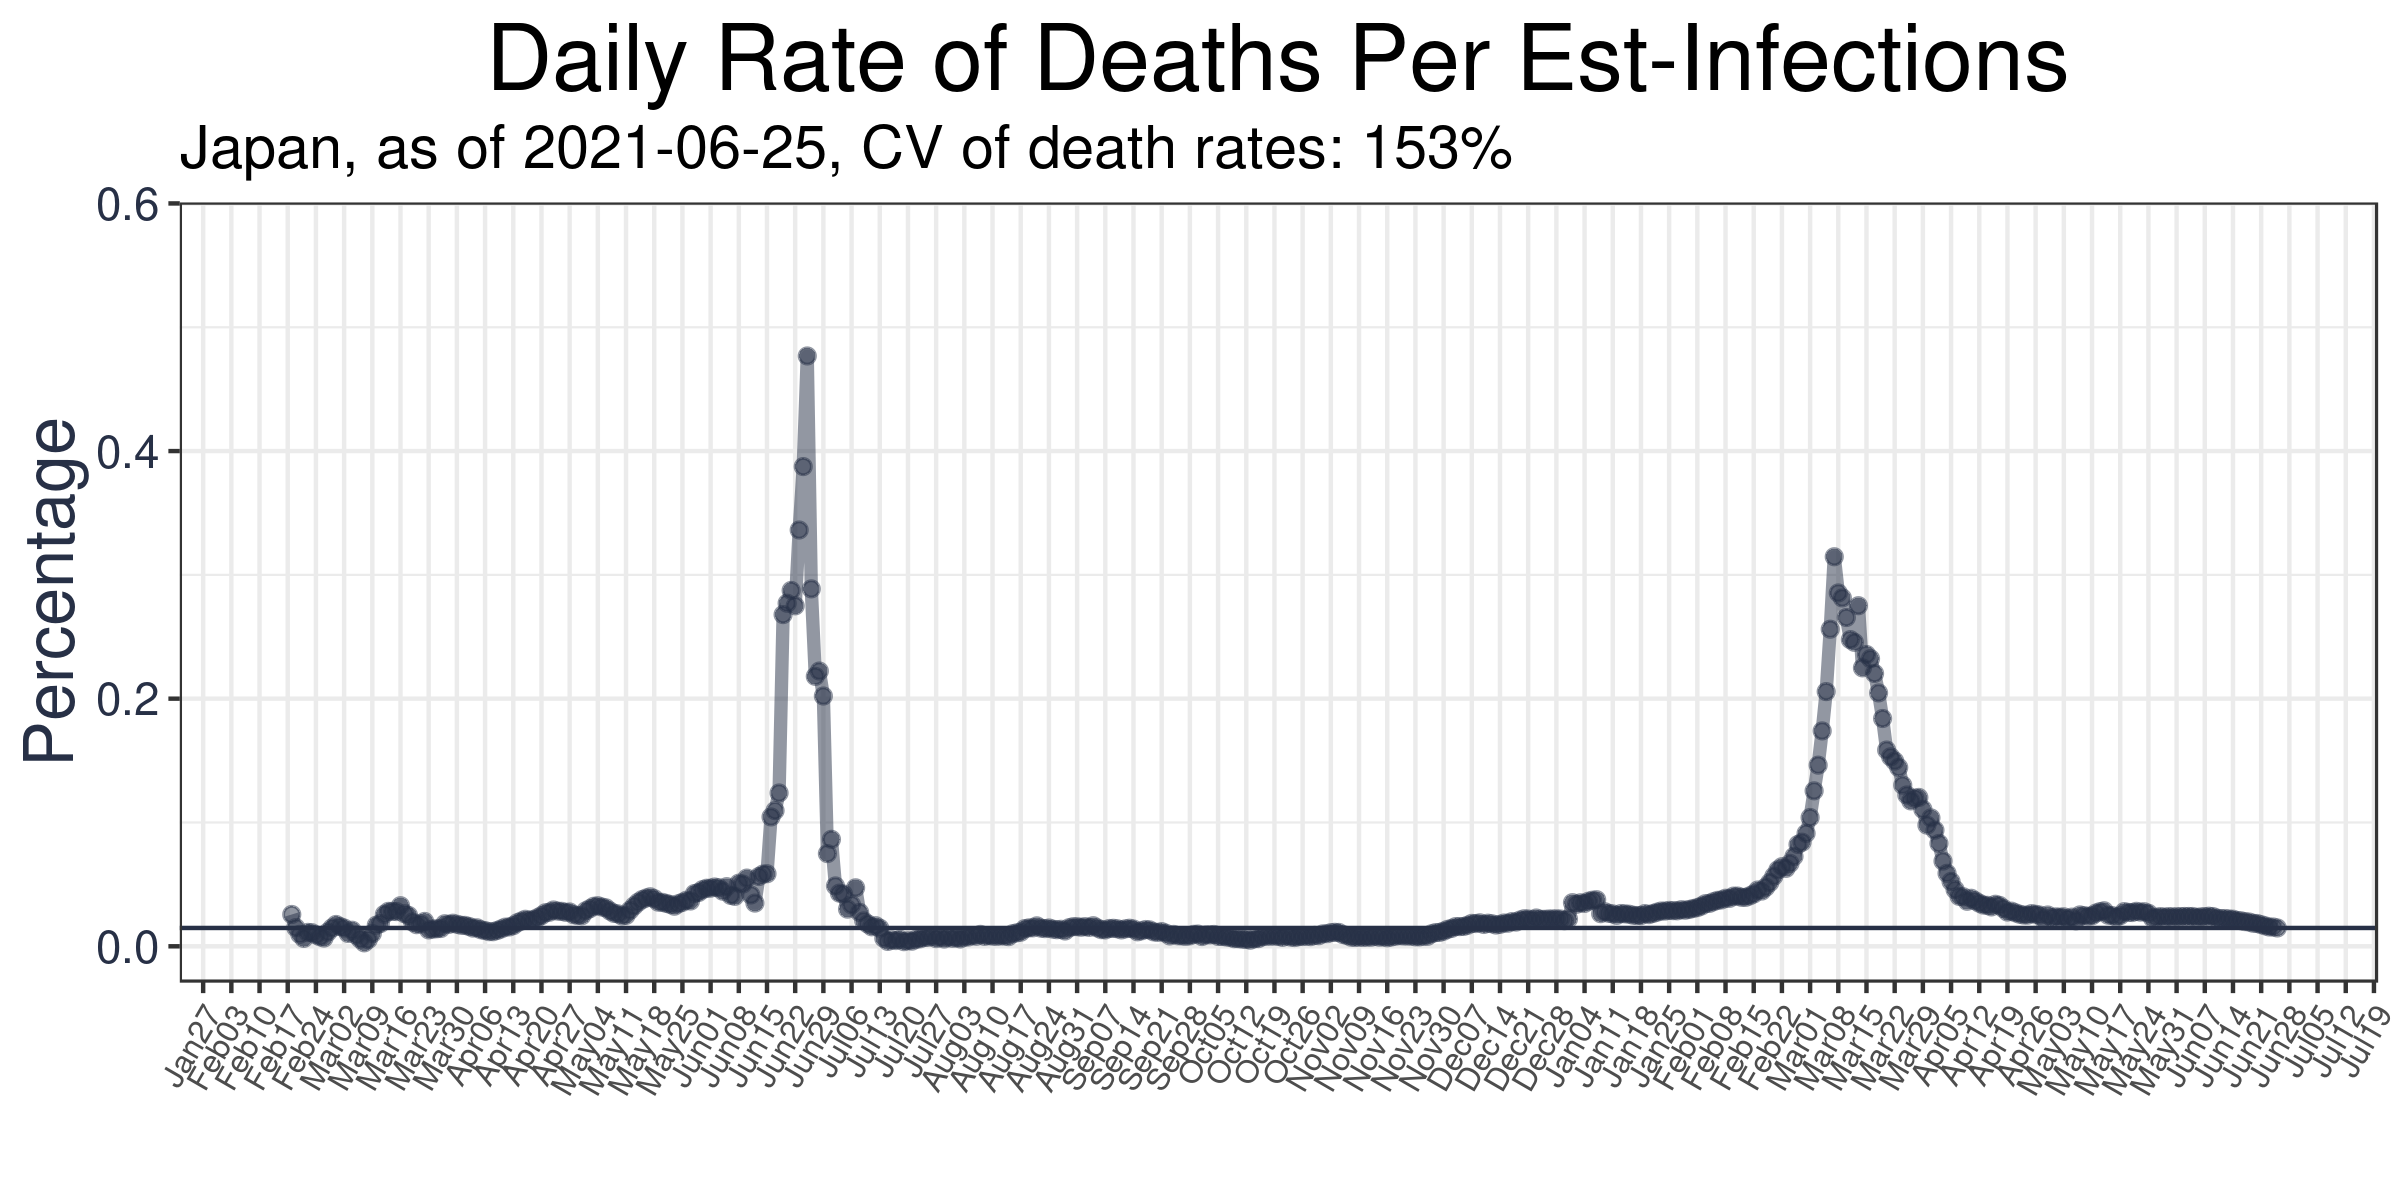 Daily Rate of Deaths Per Est-Infections
Japan, as of 2021-06-25, CV of death rates: 153%
Percentage
0.6
0.4
0.2
0.0
Jan27
Feb03
Feb10
Feb17
Feb24
Mar02
Mar09
Mar16
Mar23
Mar30
Apr06
Apr13
Apr20
Apr27
May04
May11
May18
May25
Jun01
Jun08
Jun15
Jun22
Jun29
Jul06
Jul13
Jul20
Jul27
Aug03
Aug10
Aug17
Aug24
Aug31
Sep07
Sep14
Sep21
Sep28
Oct05
Oct12
Oct19
Oct26
Nov02
Nov09
Nov16
Nov23
Nov30
Dec07
Dec14
Dec21
Dec28
Jan04
Jan11
Jan18
Jan25
Feb01
Feb08
Feb15
Feb22
Mar01
Mar08
Mar15
Mar22
Mar29
Apr05
Apr12
Apr19
Apr26
May03
May10
May17
May24
May31
Jun07
Jun14
Jun21
Jun28
Jul05
Jul12
Jul19